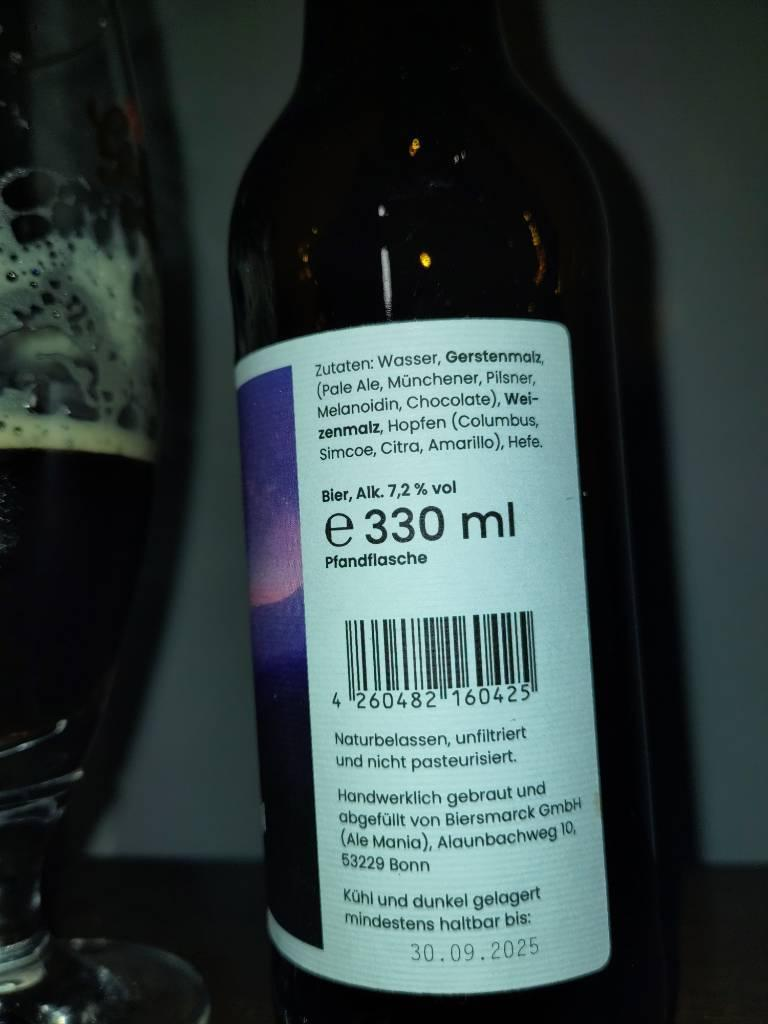 Zutaten: Wasser, Gerstenmalz,
(Pale Ale, Münchener, Pilsner,
Melanoidin, Chocolate), Wei-
zenmalz, Hopfen (Columbus,
Simcoe, Citra, Amarillo), Hefe.
Bier, Alk. 7,2 % vol
℮ 330 ml
Pfandflasche
4 260482 160425
Naturbelassen, unfiltriert
und nicht pasteurisiert.
Handwerklich gebraut und
abgefüllt von Biersmarck GmbH
(Ale Mania), Alaunbachweg 10,
53229 Bonn
Kühl und dunkel gelagert
mindestens haltbar bis:
30.09.2025